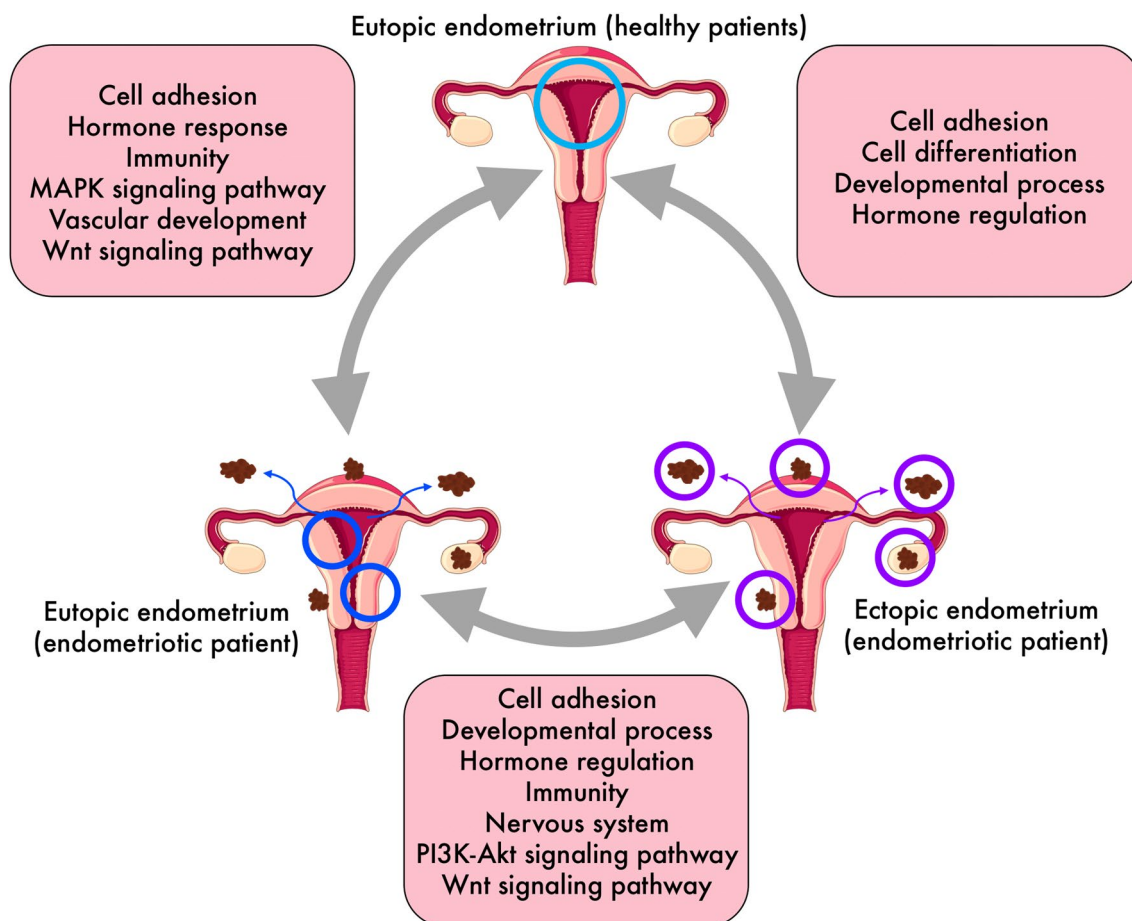 Eutopic endometrium (healthy patients)
Cell adhesion
Hormone response
Immunity
MAPK signaling pathway
Vascular development
Wnt signaling pathway
Cell adhesion
Cell differentiation
Developmental process
Hormone regulation
Eutopic endometrium
(endometriotic patient)
Ectopic endometrium
(endometriotic patient)
Cell adhesion
Developmental process
Hormone regulation
Immunity
Nervous system
PI3K-Akt signaling pathway
Wnt signaling pathway